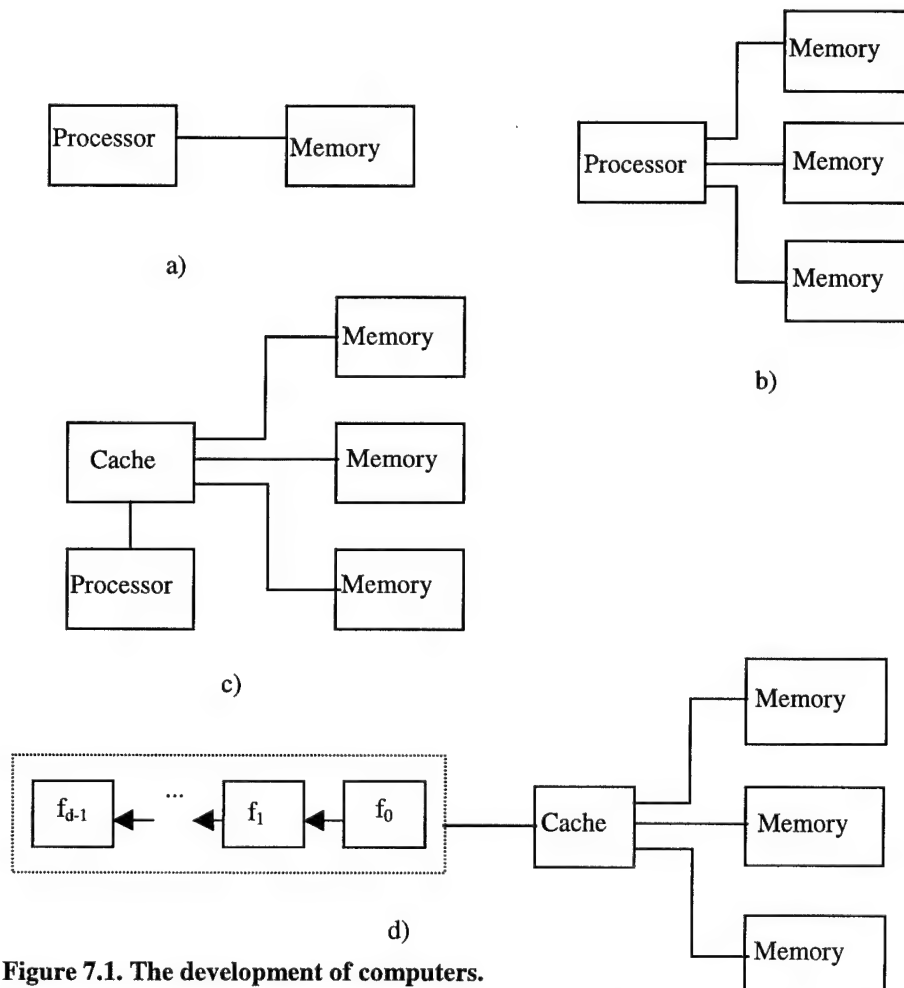 Processor
Memory
a)
Memory
Processor
Memory
Memory
b)
Memory
Cache
Memory
Processor
Memory
c)
Memory
f_{d-1}
...
f_1
f_0
Cache
Memory
d)
Memory
Figure 7.1. The development of computers.